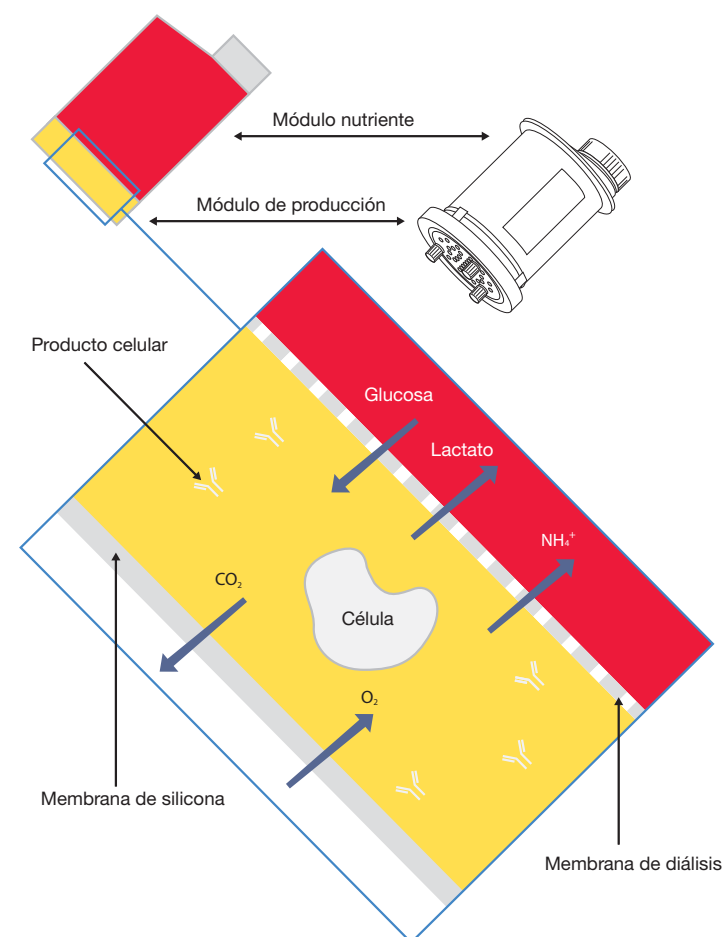 Módulo nutriente
Módulo de producción
Producto celular
Glucosa
Lactato
NH₄⁺
CO₂
Célula
O₂
Membrana de silicona
Membrana de diálisis